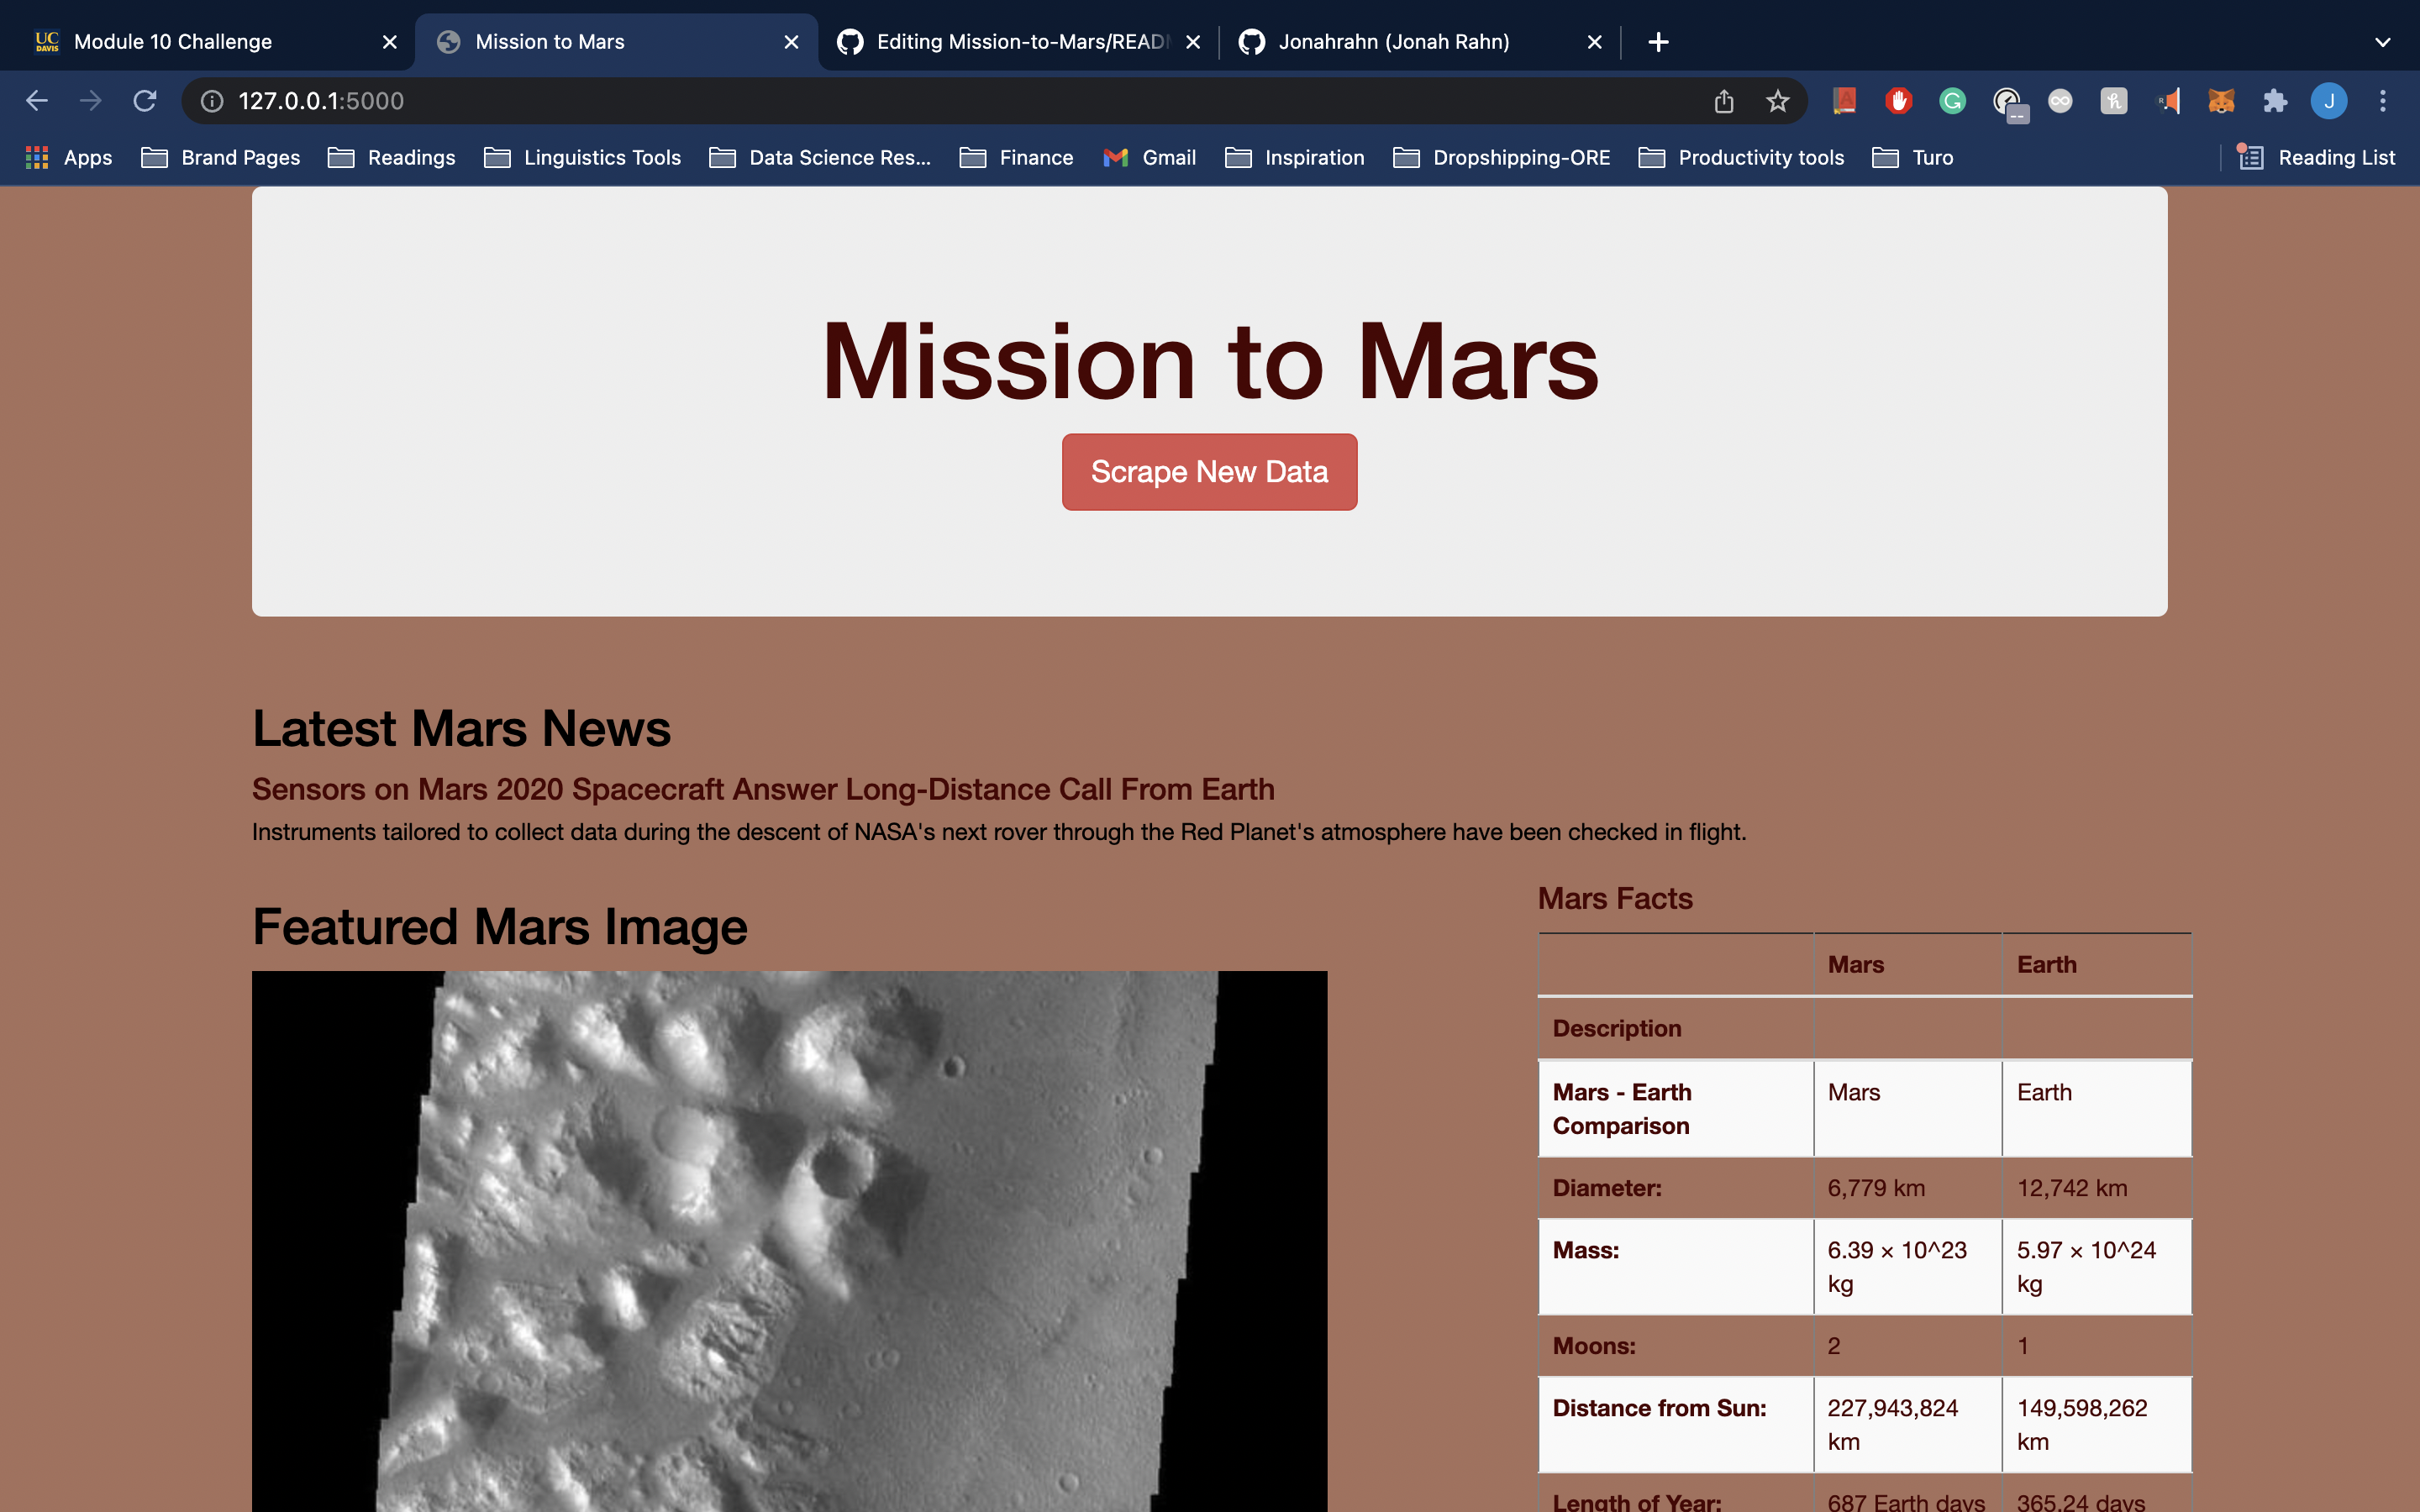 UC DAVIS Module 10 Challenge
Mission to Mars
Editing Mission-to-Mars/READ
Jonahrahn (Jonah Rahn)
127.0.0.1:5000
J
Apps
Brand Pages
Readings
Linguistics Tools
Data Science Res...
Finance
Gmail
Inspiration
Dropshipping-ORE
Productivity tools
Turo
Reading List
Mission to Mars
Scrape New Data
Latest Mars News
Sensors on Mars 2020 Spacecraft Answer Long-Distance Call From Earth
Instruments tailored to collect data during the descent of NASA's next rover through the Red Planet's atmosphere have been checked in flight.
Featured Mars Image
Mars Facts
Mars Earth
Description
Mars - Earth Comparison Mars Earth
Diameter: 6,779 km 12,742 km
Mass: 6.39 × 10^23 kg 5.97 × 10^24 kg
Moons: 2 1
Distance from Sun: 227,943,824 km 149,598,262 km
Length of Year: 687 Earth days 365.24 days